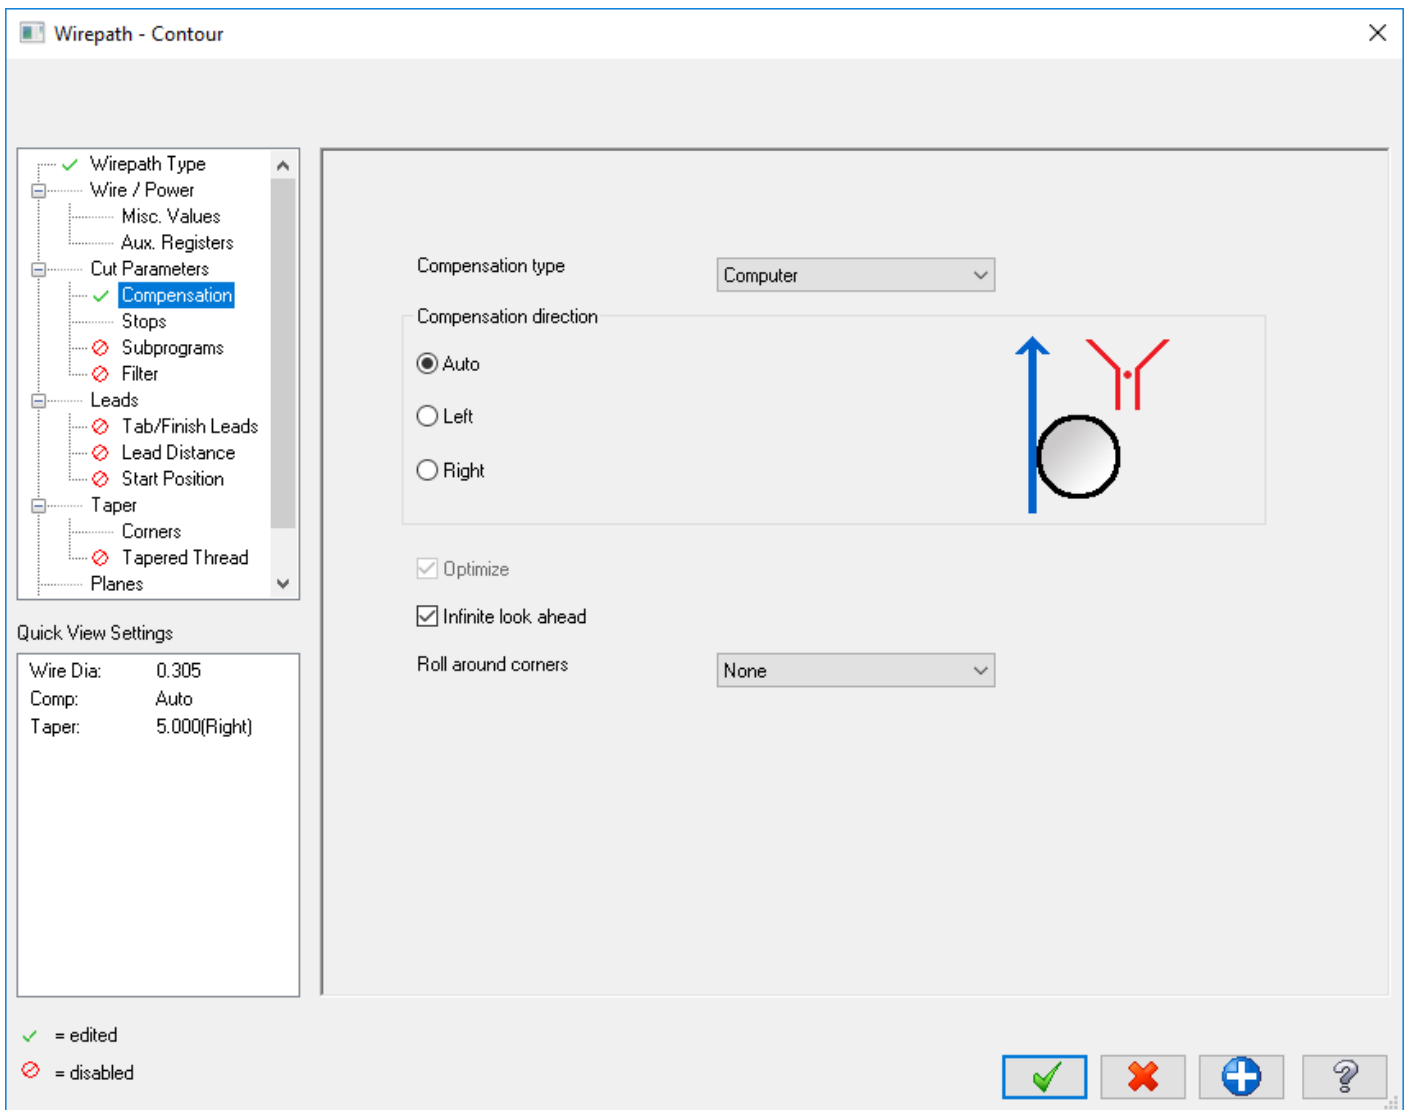 Wirepath - Contour
Wirepath Type
Wire / Power
Misc. Values
Aux. Registers
Cut Parameters
Compensation
Stops
Subprograms
Filter
Leads
Tab/Finish Leads
Lead Distance
Start Position
Taper
Corners
Tapered Thread
Planes
Quick View Settings
Wire Dia: 0.305
Comp: Auto
Taper: 5.000(Right)
= edited
= disabled
Compensation type Computer
Compensation direction
Auto
Left
Right
Optimize
Infinite look ahead
Roll around corners None